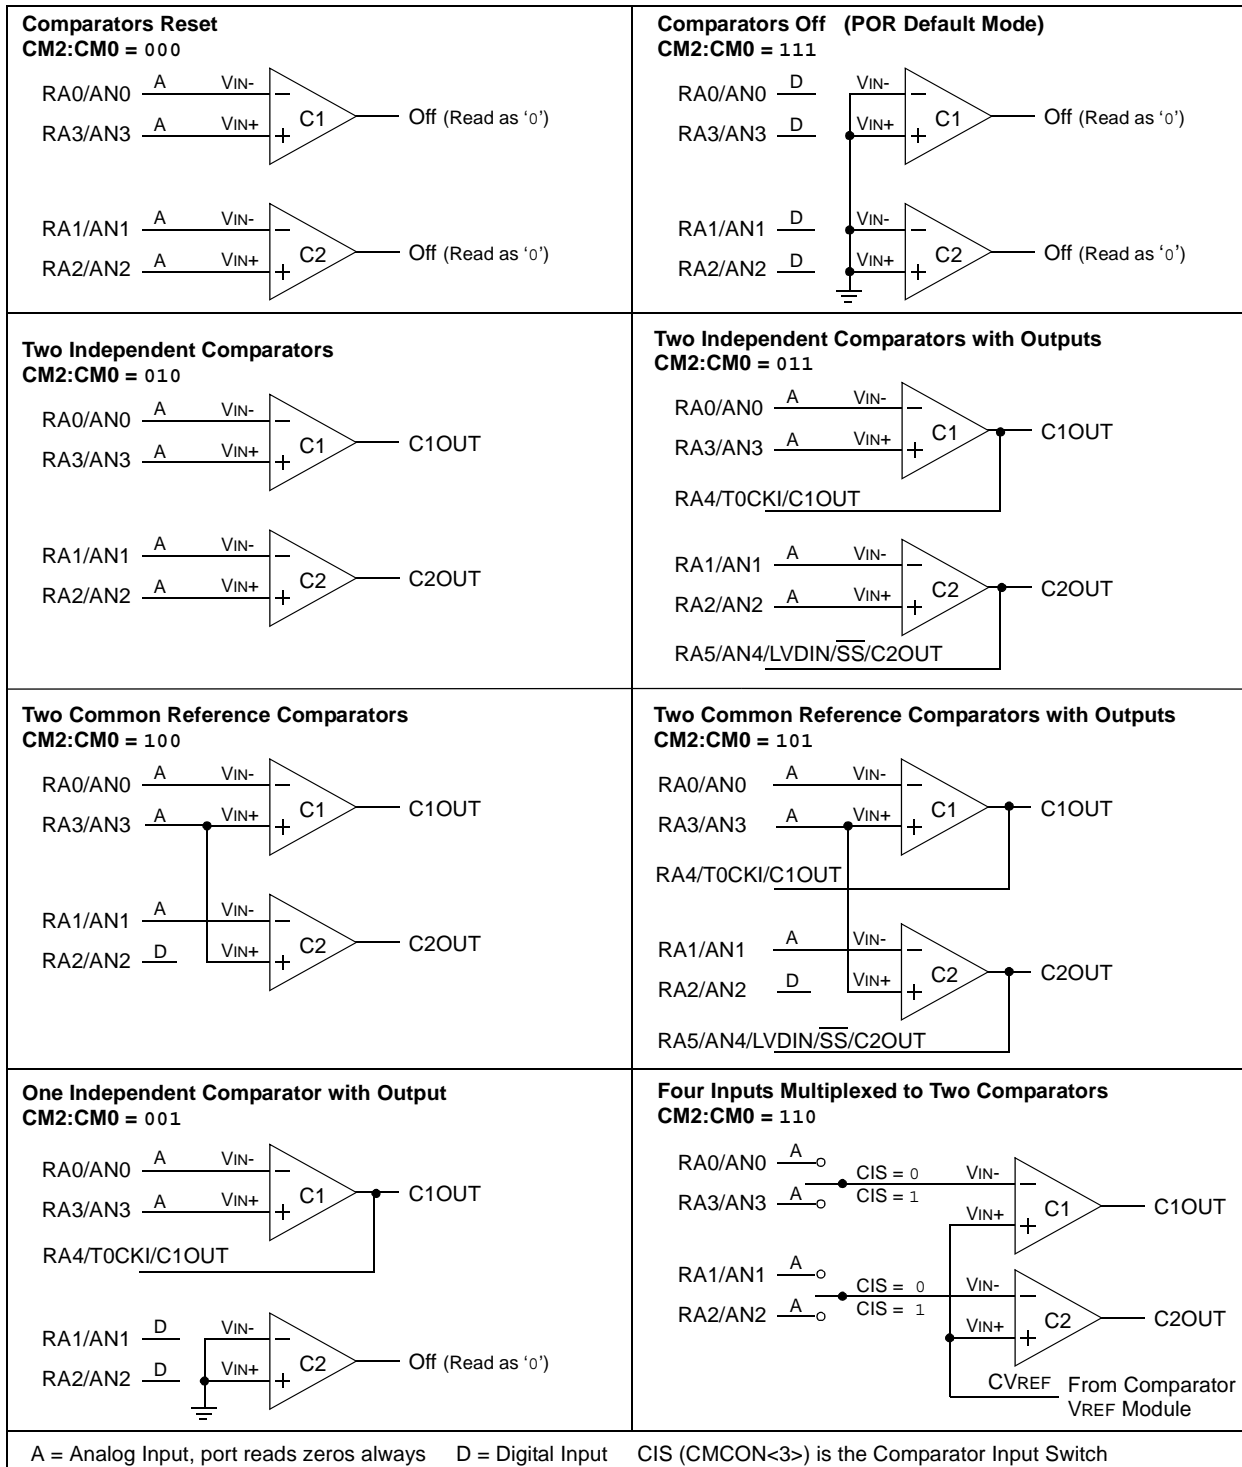 Comparators Reset
CM2:CM0 = 000
RA0/AN0 A VIN-
RA3/AN3 A VIN+
C1
Off (Read as ‘0’)
RA1/AN1 A VIN-
RA2/AN2 A VIN+
C2
Off (Read as ‘0’)
Comparators Off (POR Default Mode)
CM2:CM0 = 111
RA0/AN0 D VIN-
RA3/AN3 D VIN+
C1
Off (Read as ‘0’)
RA1/AN1 D VIN-
RA2/AN2 D VIN+
C2
Off (Read as ‘0’)
Two Independent Comparators
CM2:CM0 = 010
RA0/AN0 A VIN-
RA3/AN3 A VIN+
C1
C1OUT
RA1/AN1 A VIN-
RA2/AN2 A VIN+
C2
C2OUT
Two Independent Comparators with Outputs
CM2:CM0 = 011
RA0/AN0 A VIN-
RA3/AN3 A VIN+
C1
C1OUT
RA4/T0CKI/C1OUT
RA1/AN1 A VIN-
RA2/AN2 A VIN+
C2
C2OUT
RA5/AN4/LVDIN/S̅S̅/C2OUT
Two Common Reference Comparators
CM2:CM0 = 100
RA0/AN0 A VIN-
RA3/AN3 A VIN+
C1
C1OUT
RA1/AN1 A VIN-
RA2/AN2 D VIN+
C2
C2OUT
Two Common Reference Comparators with Outputs
CM2:CM0 = 101
RA0/AN0 A VIN-
RA3/AN3 A VIN+
C1
C1OUT
RA4/T0CKI/C1OUT
RA1/AN1 A VIN-
RA2/AN2 D VIN+
C2
C2OUT
RA5/AN4/LVDIN/S̅S̅/C2OUT
One Independent Comparator with Output
CM2:CM0 = 001
RA0/AN0 A VIN-
RA3/AN3 A VIN+
C1
C1OUT
RA4/T0CKI/C1OUT
RA1/AN1 D VIN-
RA2/AN2 D VIN+
C2
Off (Read as ‘0’)
Four Inputs Multiplexed to Two Comparators
CM2:CM0 = 110
RA0/AN0 A
CIS = 0 VIN-
RA3/AN3 A CIS = 1
VIN+
C1
C1OUT
RA1/AN1 A
CIS = 0 VIN-
RA2/AN2 A CIS = 1
VIN+
C2
C2OUT
CVREF From Comparator
VREF Module
A = Analog Input, port reads zeros always D = Digital Input CIS (CMCON<3>) is the Comparator Input Switch